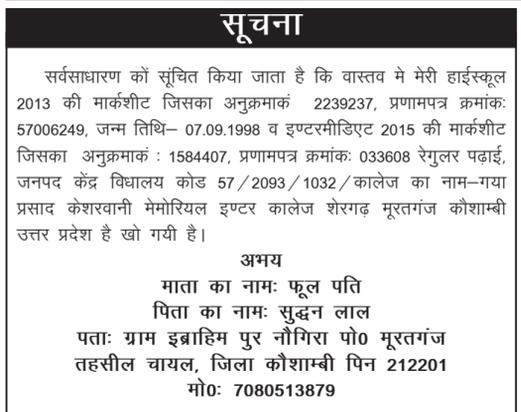 सूचना
सर्वसाधारण कों सूंचित किया जाता है कि वास्तव मे मेरी हाईस्कूल
2013 की मार्कशीट जिसका अनुक्रमाकं 2239237, प्रणामपत्र क्रमांकः
57006249, जन्म तिथि– 07.09.1998 व इण्टरमीडिएट 2015 की मार्कशीट
जिसका अनुक्रमाकं : 1584407, प्रणामपत्र क्रमांकः 033608 रेगुलर पढ़ाई,
जनपद केंद्र विधालय कोड 57/2093/1032/कालेज का नाम–गया
प्रसाद केशरवानी मेमोरियल इण्टर कालेज शेरगढ़ मूरतगंज कौशाम्बी
उत्तर प्रदेश है खो गयी है।
अभय
माता का नामः फूल पति
पिता का नामः सुद्धन लाल
पताः ग्राम इब्राहिम पुर नौगिरा पो0 मूरतगंज
तहसील चायल, जिला कौशाम्बी पिन 212201
मो0: 7080513879